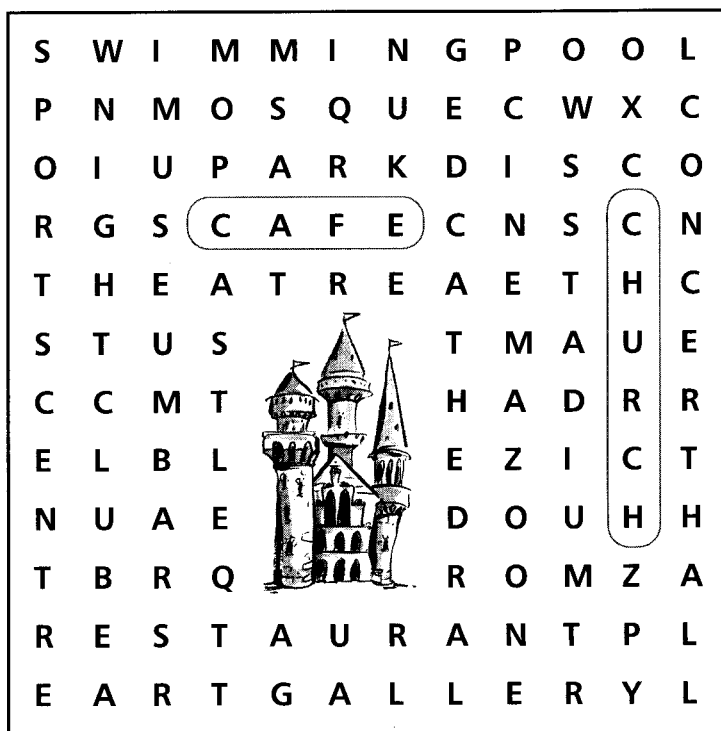 S W I M M I N G P O O L
P N M O S Q U E C W X C
O I U P A R K D I S C O
R G S C A F E C N S C N
T H E A T R E A E T H C
S T U S T M A U E
C C M T H A D R R
E L B L E Z I C T
N U A E D O U H H
T B R Q R O M Z A
R E S T A U R A N T P L
E A R T G A L L E R Y L